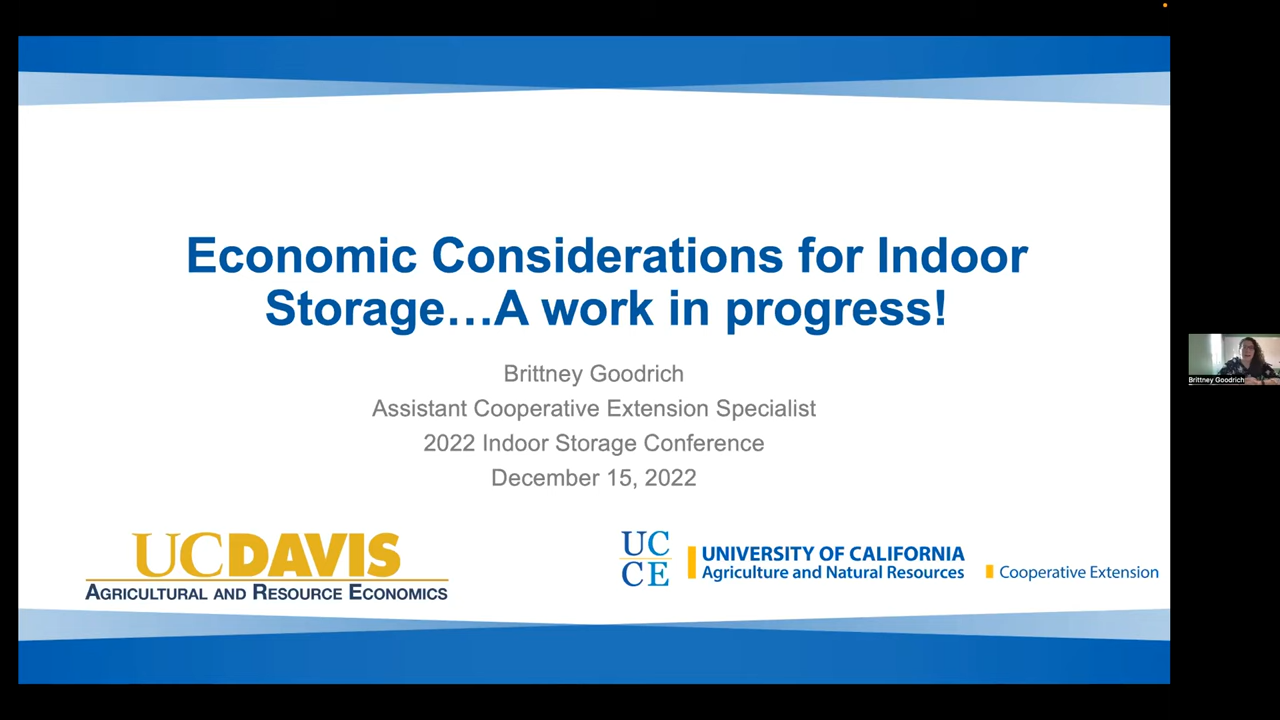 Economic Considerations for Indoor
Storage…A work in progress!
Brittney Goodrich
Assistant Cooperative Extension Specialist
2022 Indoor Storage Conference
December 15, 2022
UCDAVIS
AGRICULTURAL AND RESOURCE ECONOMICS
UC
CE
UNIVERSITY OF CALIFORNIA
Agriculture and Natural Resources
Cooperative Extension
Brittney Goodrich